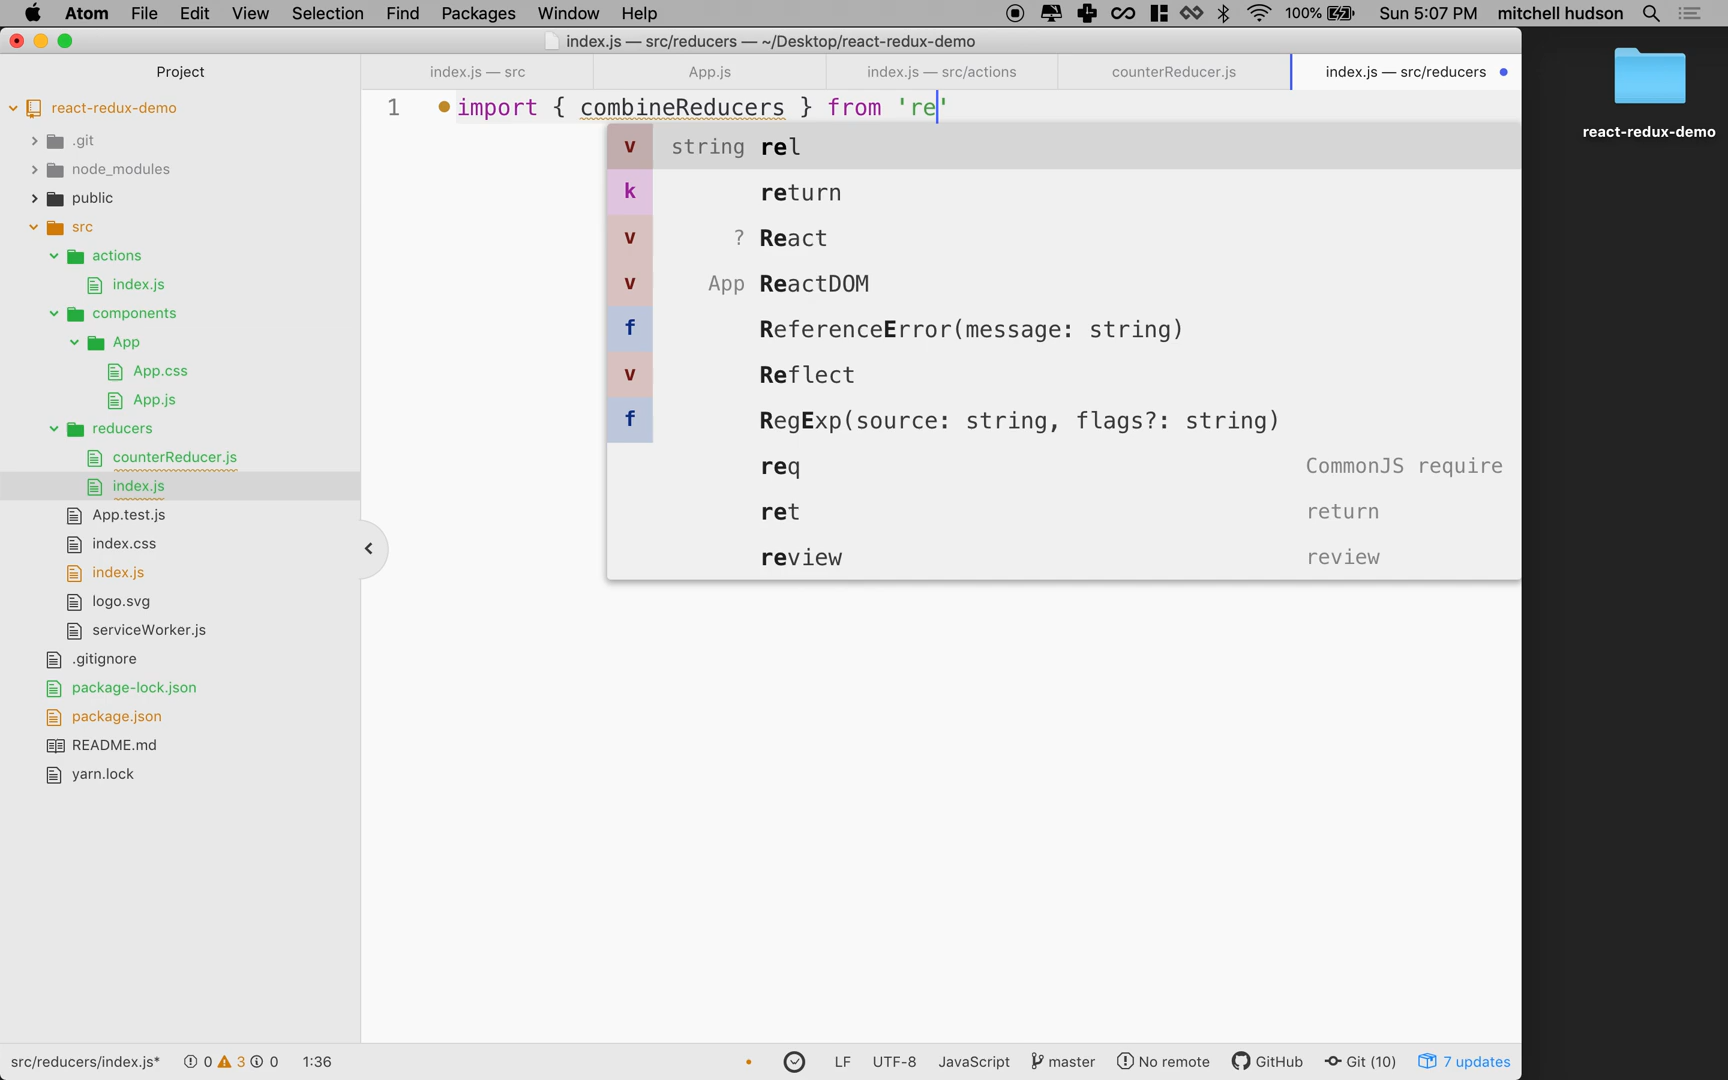 Atom File Edit View Selection Find Packages Window Help 100% Sun 5:07 PM mitchell hudson
index.js — src/reducers — ~/Desktop/react-redux-demo
Project
index.js — src
App.js
index.js — src/actions
counterReducer.js
index.js — src/reducers
react-redux-demo
.git
node_modules
public
src
actions
index.js
components
App
App.css
App.js
reducers
counterReducer.js
index.js
App.test.js
index.css
index.js
logo.svg
serviceWorker.js
.gitignore
package-lock.json
package.json
README.md
yarn.lock
1 import { combineReducers } from 're'
v string rel
k return
v ? React
v App ReactDOM
f ReferenceError(message: string)
v Reflect
f RegExp(source: string, flags?: string)
req CommonJS require
ret return
review review
react-redux-demo
src/reducers/index.js* 0 3 0 1:36 LF UTF-8 JavaScript master No remote GitHub Git (10) 7 updates